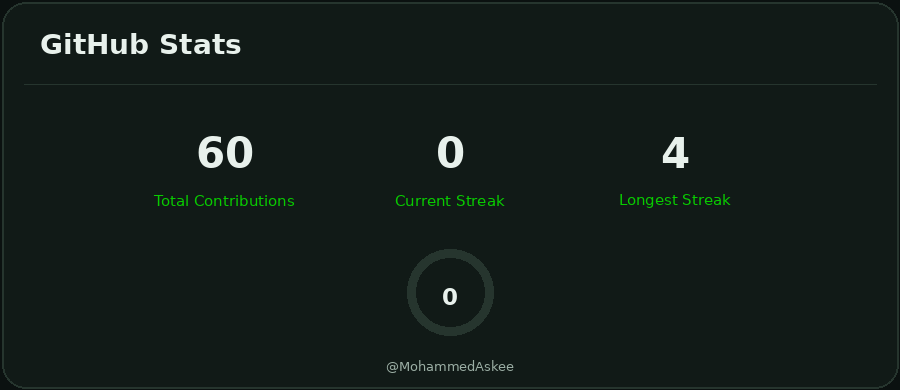 GitHub Stats
60 0 4
Total Contributions Current Streak Longest Streak
0
@MohammedAskee